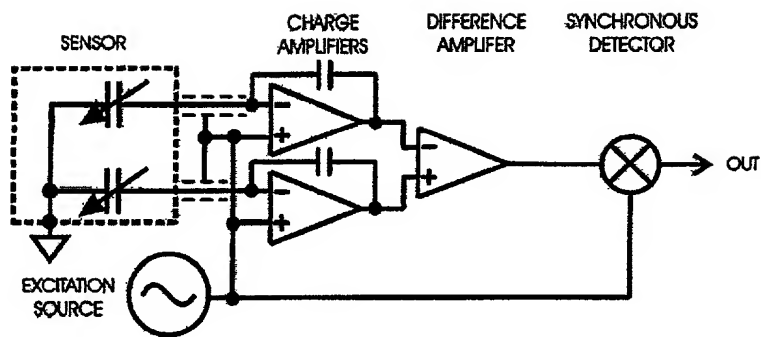 SENSOR
CHARGE
AMPLIFIERS
DIFFERENCE
AMPLIFER
SYNCHRONOUS
DETECTOR
OUT
EXCITATION
SOURCE